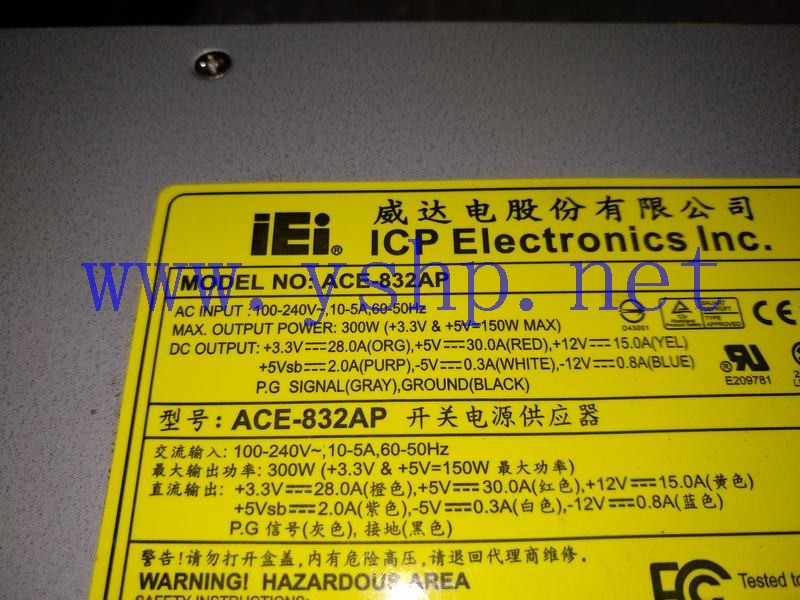 iEi® 威达电股份有限公司
ICP Electronics Inc.
www.yshp.net
MODEL NO: ACE-832AP
AC INPUT : 100-240V~,10-5A,60-50Hz
MAX. OUTPUT POWER: 300W (+3.3V & +5V=150W MAX)
DC OUTPUT: +3.3V⎓28.0A(ORG),+5V⎓30.0A(RED),+12V⎓15.0A(YEL)
+5Vsb⎓2.0A(PURP),-5V⎓0.3A(WHITE),-12V⎓0.8A(BLUE)
P.G SIGNAL(GRAY),GROUND(BLACK)
D43001
TYPE
APPROVED
CE
E209781
型号: ACE-832AP 开关电源供应器
交流输入: 100-240V~,10-5A,60-50Hz
最大输出功率: 300W (+3.3V & +5V=150W 最大功率)
直流输出: +3.3V⎓28.0A(橙色),+5V⎓30.0A(红色),+12V⎓15.0A(黄色)
+5Vsb⎓2.0A(紫色),-5V⎓0.3A(白色),-12V⎓0.8A(蓝色)
P.G 信号(灰色), 接地(黑色)
警告!请勿打开盒盖,内有危险高压,请退回代理商维修.
WARNING! HAZARDOUS AREA
FC Tested to
SAFETY INSTRUCTIONS: